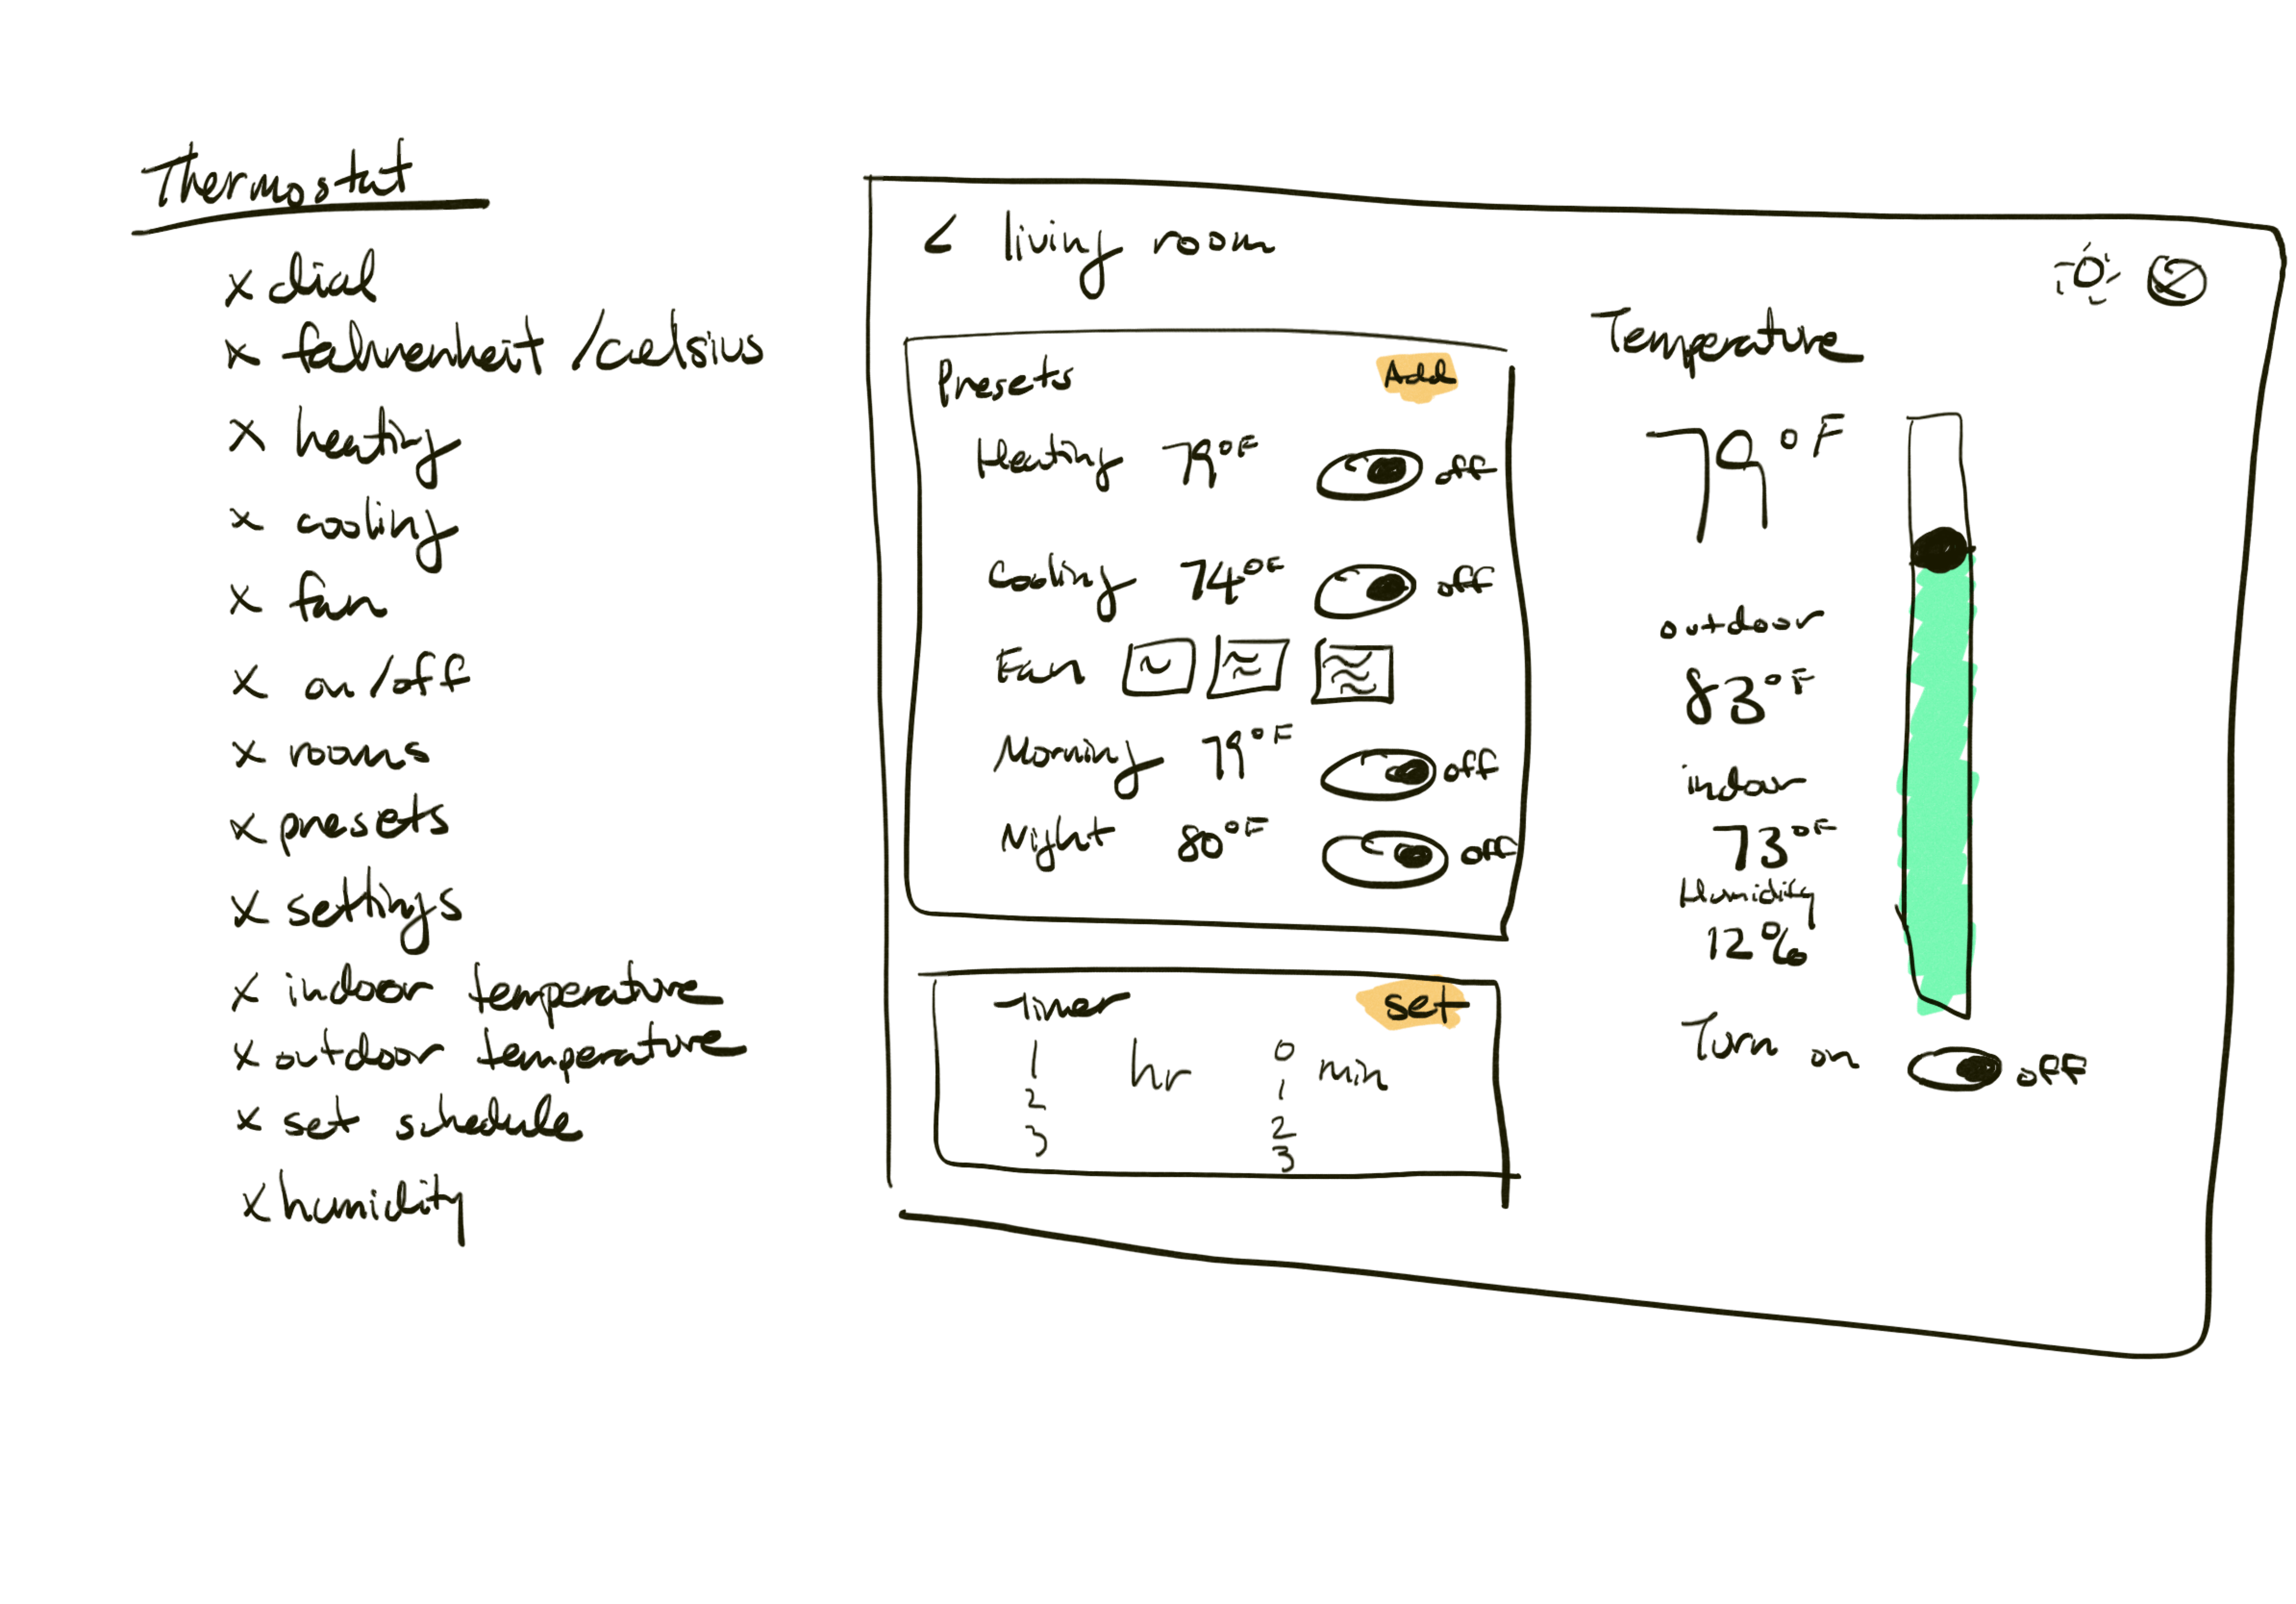 Thermostat
x dial
x fahrenheit / celsius
x heating
x cooling
x fan
x on/off
x rooms
x presets
x settings
x indoor temperature
x outdoor temperature
x set schedule
x humidity
< living room
Presets Add
Heating 79°F off
Cooling 74°F off
Fan
Morning 79°F off
Night 80°F off
Timer set
1 hr 0 min
2 1
3 2
3
Temperature
79°F
outdoor
83°F
indoor
73°F
Humidity
12%
Turn on off